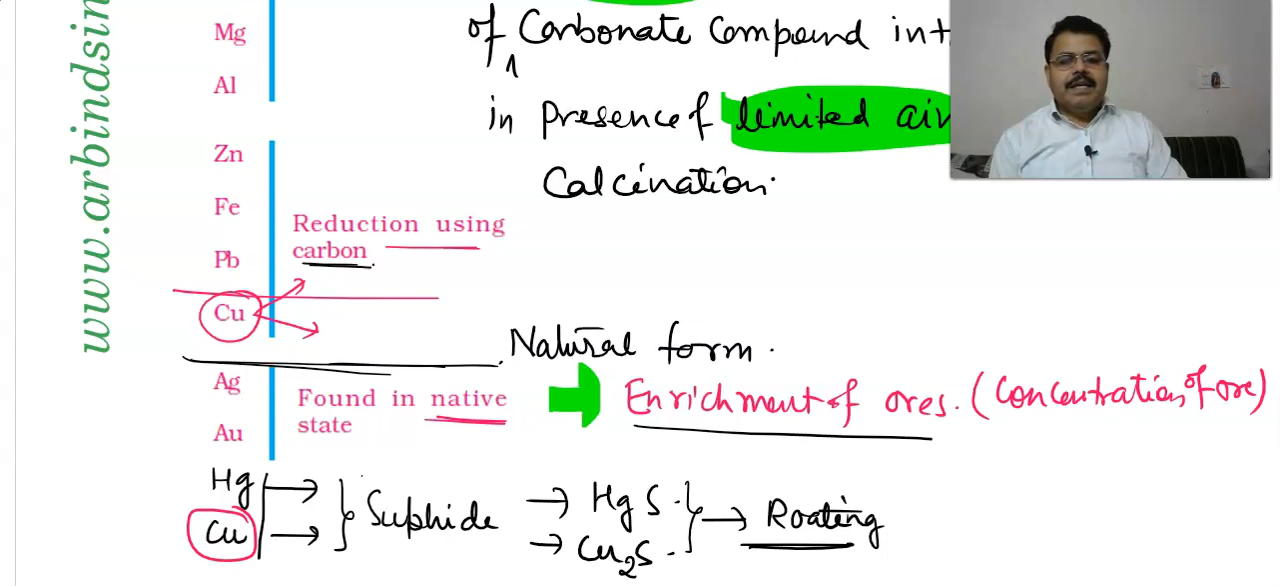 www.arbindsin
Mg
Al
Zn
Fe
Pb
Cu
Reduction using
carbon
Ag
Au
Found in native
state
of Carbonate Compound int
in presence of limited air
Calcination.
Natural form.
Enrichment of ores. (Concentration of ore)
Hg
Cu
Suphide → HgS
→ Cu2S
→ Roating